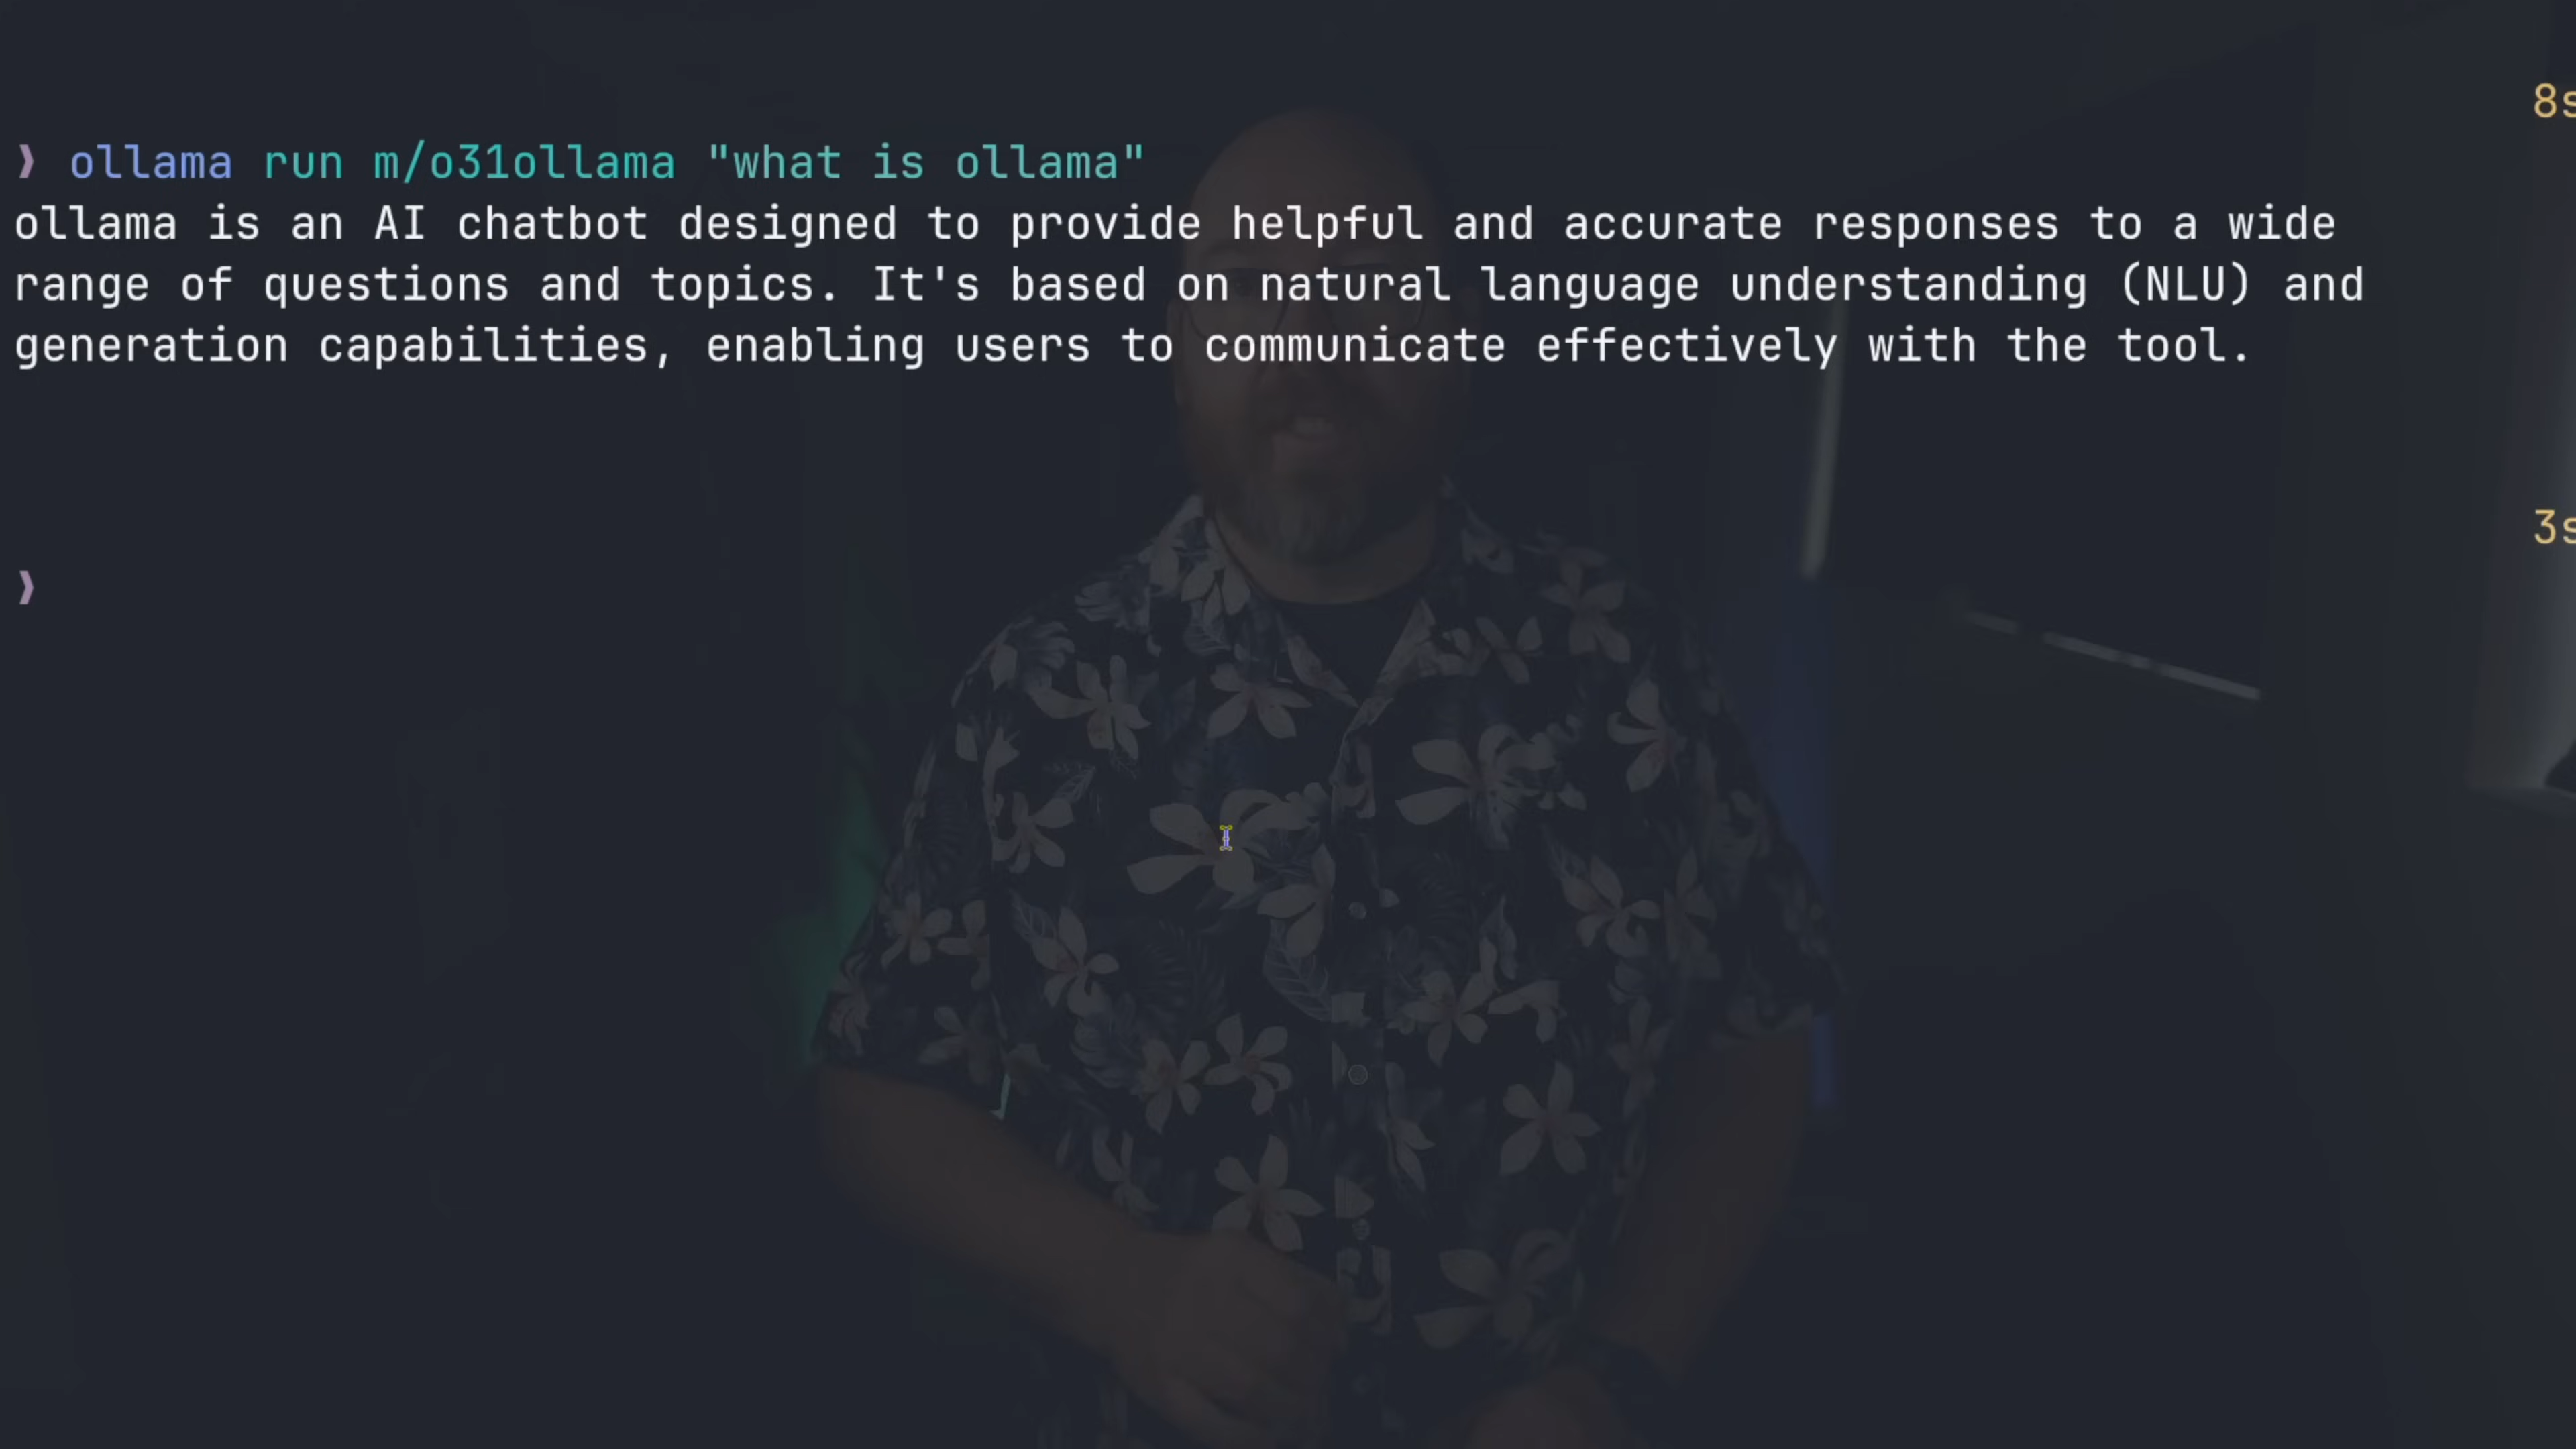 8s
❯ ollama run m/o31ollama "what is ollama"
ollama is an AI chatbot designed to provide helpful and accurate responses to a wide
range of questions and topics. It's based on natural language understanding (NLU) and
generation capabilities, enabling users to communicate effectively with the tool.
3s
❯